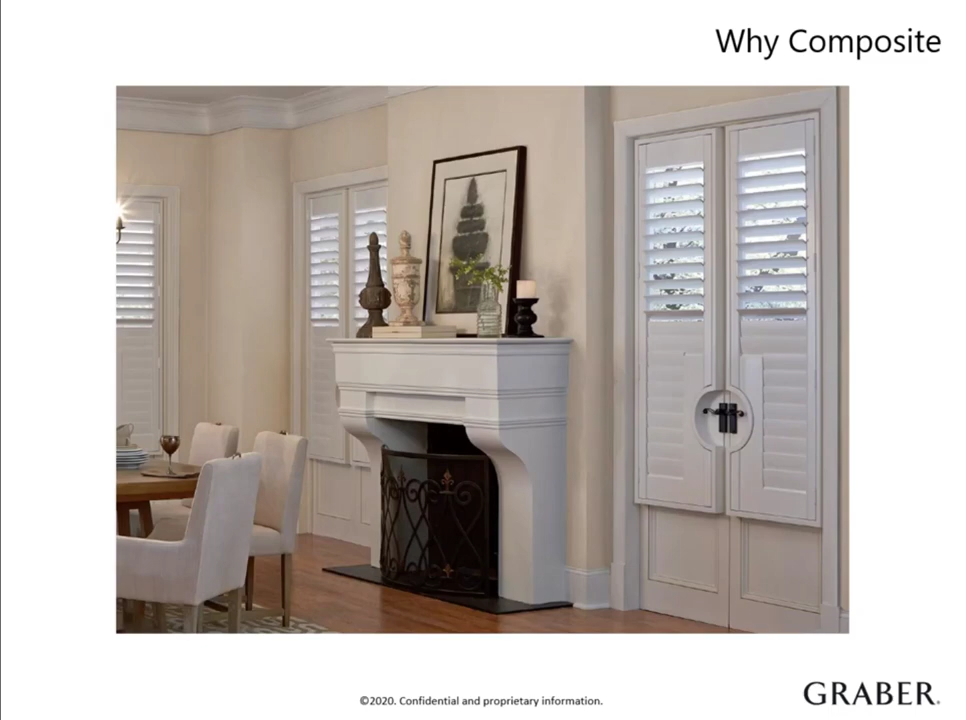 Why Composite
©2020. Confidential and proprietary information.
GRABER.